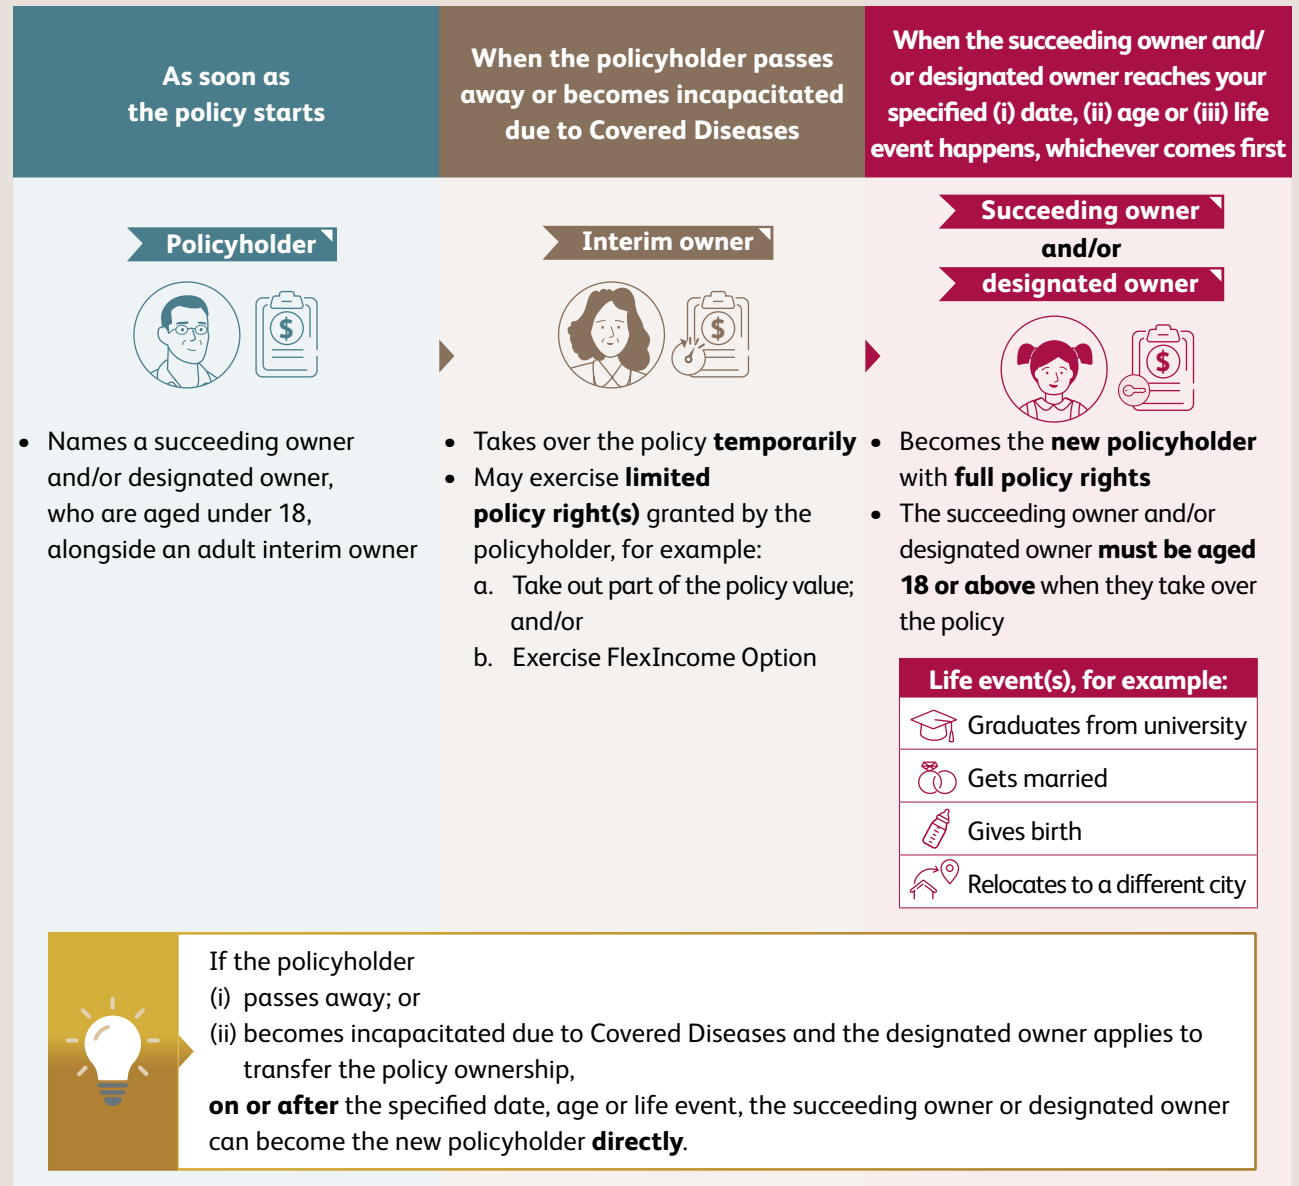 As soon as
the policy starts
When the policyholder passes
away or becomes incapacitated
due to Covered Diseases
When the succeeding owner and/
or designated owner reaches your
specified (i) date, (ii) age or (iii) life
event happens, whichever comes first
Policyholder
$
• Names a succeeding owner
and/or designated owner,
who are aged under 18,
alongside an adult interim owner
Interim owner
$
• Takes over the policy temporarily
• May exercise limited
policy right(s) granted by the
policyholder, for example:
a. Take out part of the policy value;
and/or
b. Exercise FlexIncome Option
Succeeding owner
and/or
designated owner
$
• Becomes the new policyholder
with full policy rights
• The succeeding owner and/or
designated owner must be aged
18 or above when they take over
the policy
Life event(s), for example:
Graduates from university
Gets married
Gives birth
Relocates to a different city
If the policyholder
(i) passes away; or
(ii) becomes incapacitated due to Covered Diseases and the designated owner applies to
transfer the policy ownership,
on or after the specified date, age or life event, the succeeding owner or designated owner
can become the new policyholder directly.